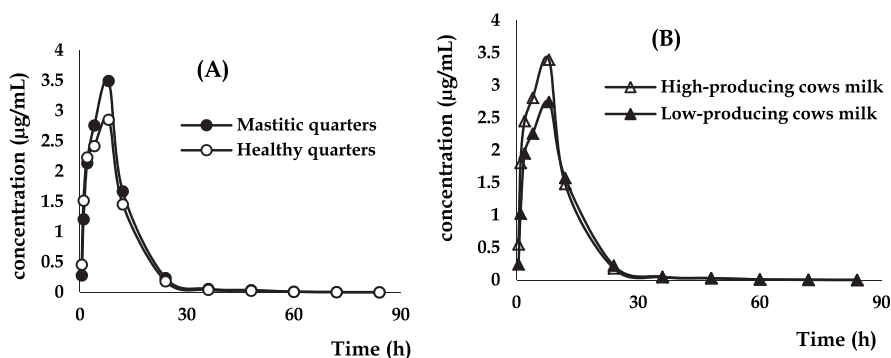 (A)
concentration (µg/mL)
4
3.5
3
2.5
2
1.5
1
0.5
0
0
30
60
90
Time (h)
Mastitic quarters
Healthy quarters
(B)
concentration (µg/mL)
4
3.5
3
2.5
2
1.5
1
0.5
0
0
30
60
90
Time (h)
High-producing cows milk
Low-producing cows milk